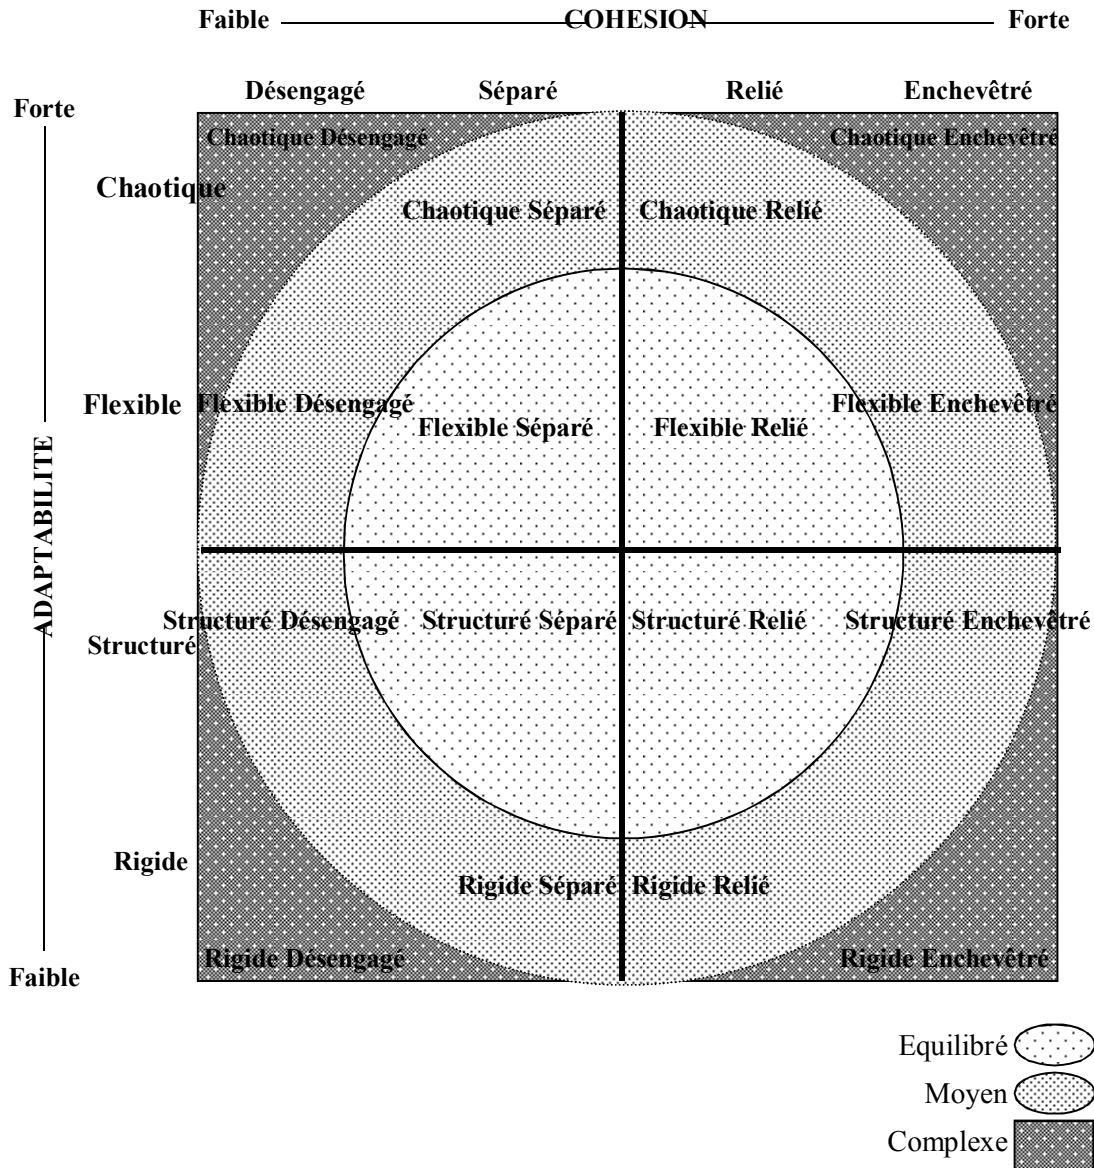 Faible COHESION Forte
Désengagé Séparé Relié Enchevêtré
Forte
Chaotique Désengagé Chaotique Enchevêtré
Chaotique
Chaotique Séparé Chaotique Relié
Flexible Flexible Désengagé Flexible Enchevêtré
Flexible Séparé Flexible Relié
ADAPTABILITE
Structuré Désengagé Structuré Séparé Structuré Relié Structuré Enchevêtré
Structuré
Rigide
Rigide Séparé Rigide Relié
Rigide Désengagé Rigide Enchevêtré
Faible
Equilibré
Moyen
Complexe